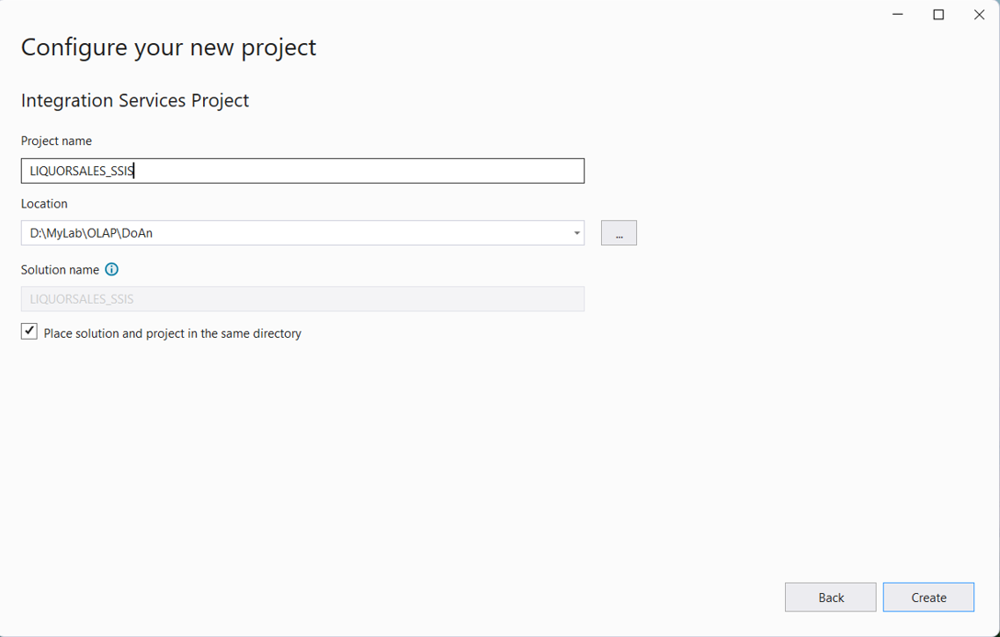 Configure your new project
Integration Services Project
Project name
LIQUORSALES_SSIS
Location
D:\MyLab\OLAP\DoAn
...
Solution name
LIQUORSALES_SSIS
Place solution and project in the same directory
Back
Create